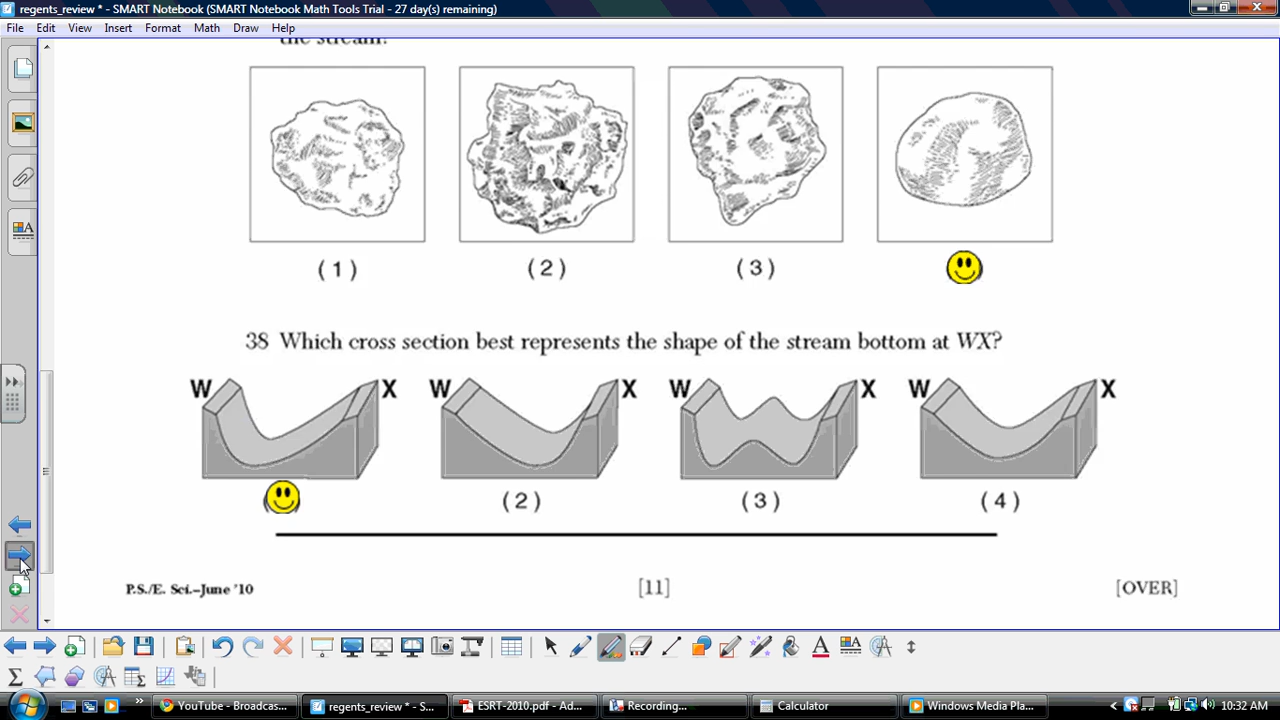 regents_review * - SMART Notebook (SMART Notebook Math Tools Trial - 27 day(s) remaining)
File Edit View Insert Format Math Draw Help
the stream?
(1) (2) (3)
38 Which cross section best represents the shape of the stream bottom at WX?
W X W X W X W X
(2) (3) (4)
P.S./E. Sci.–June '10 [11] [OVER]
YouTube - Broadcas... regents_review * - S... ESRT-2010.pdf - Ad... Recording... Calculator Windows Media Pla... 10:32 AM